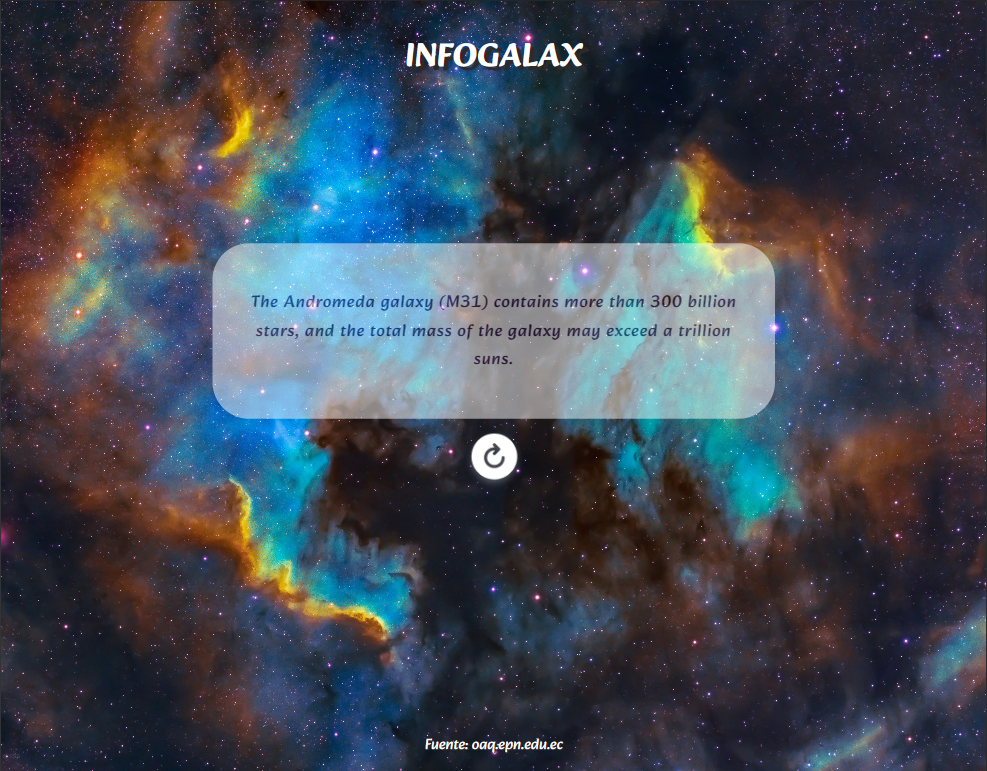 INFOGALAX
The Andromeda galaxy (M31) contains more than 300 billion
stars, and the total mass of the galaxy may exceed a trillion
suns.
Fuente: oaq.epn.edu.ec